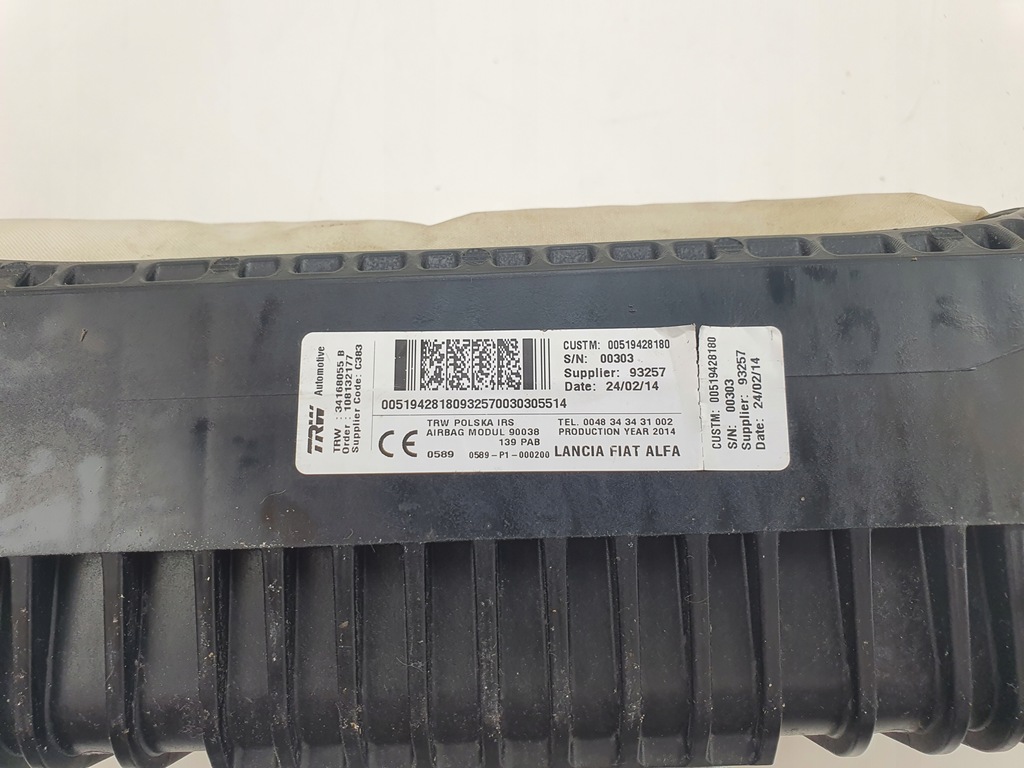 TRW Automotive
TRW : 34168055 B
Order : 1081132177
Supplier Code: C383
CUSTM: 00519428180
S/N: 00303
Supplier: 93257
Date: 24/02/14
00519428180932570030305514
CE
0589
TRW POLSKA IRS
AIRBAG MODUL 90038
139 PAB
0589-P1-000200
TEL. 0048 34 34 31 002
PRODUCTION YEAR 2014
LANCIA FIAT ALFA
CUSTM: 00519428180
S/N: 00303
Supplier: 93257
Date: 24/02/14